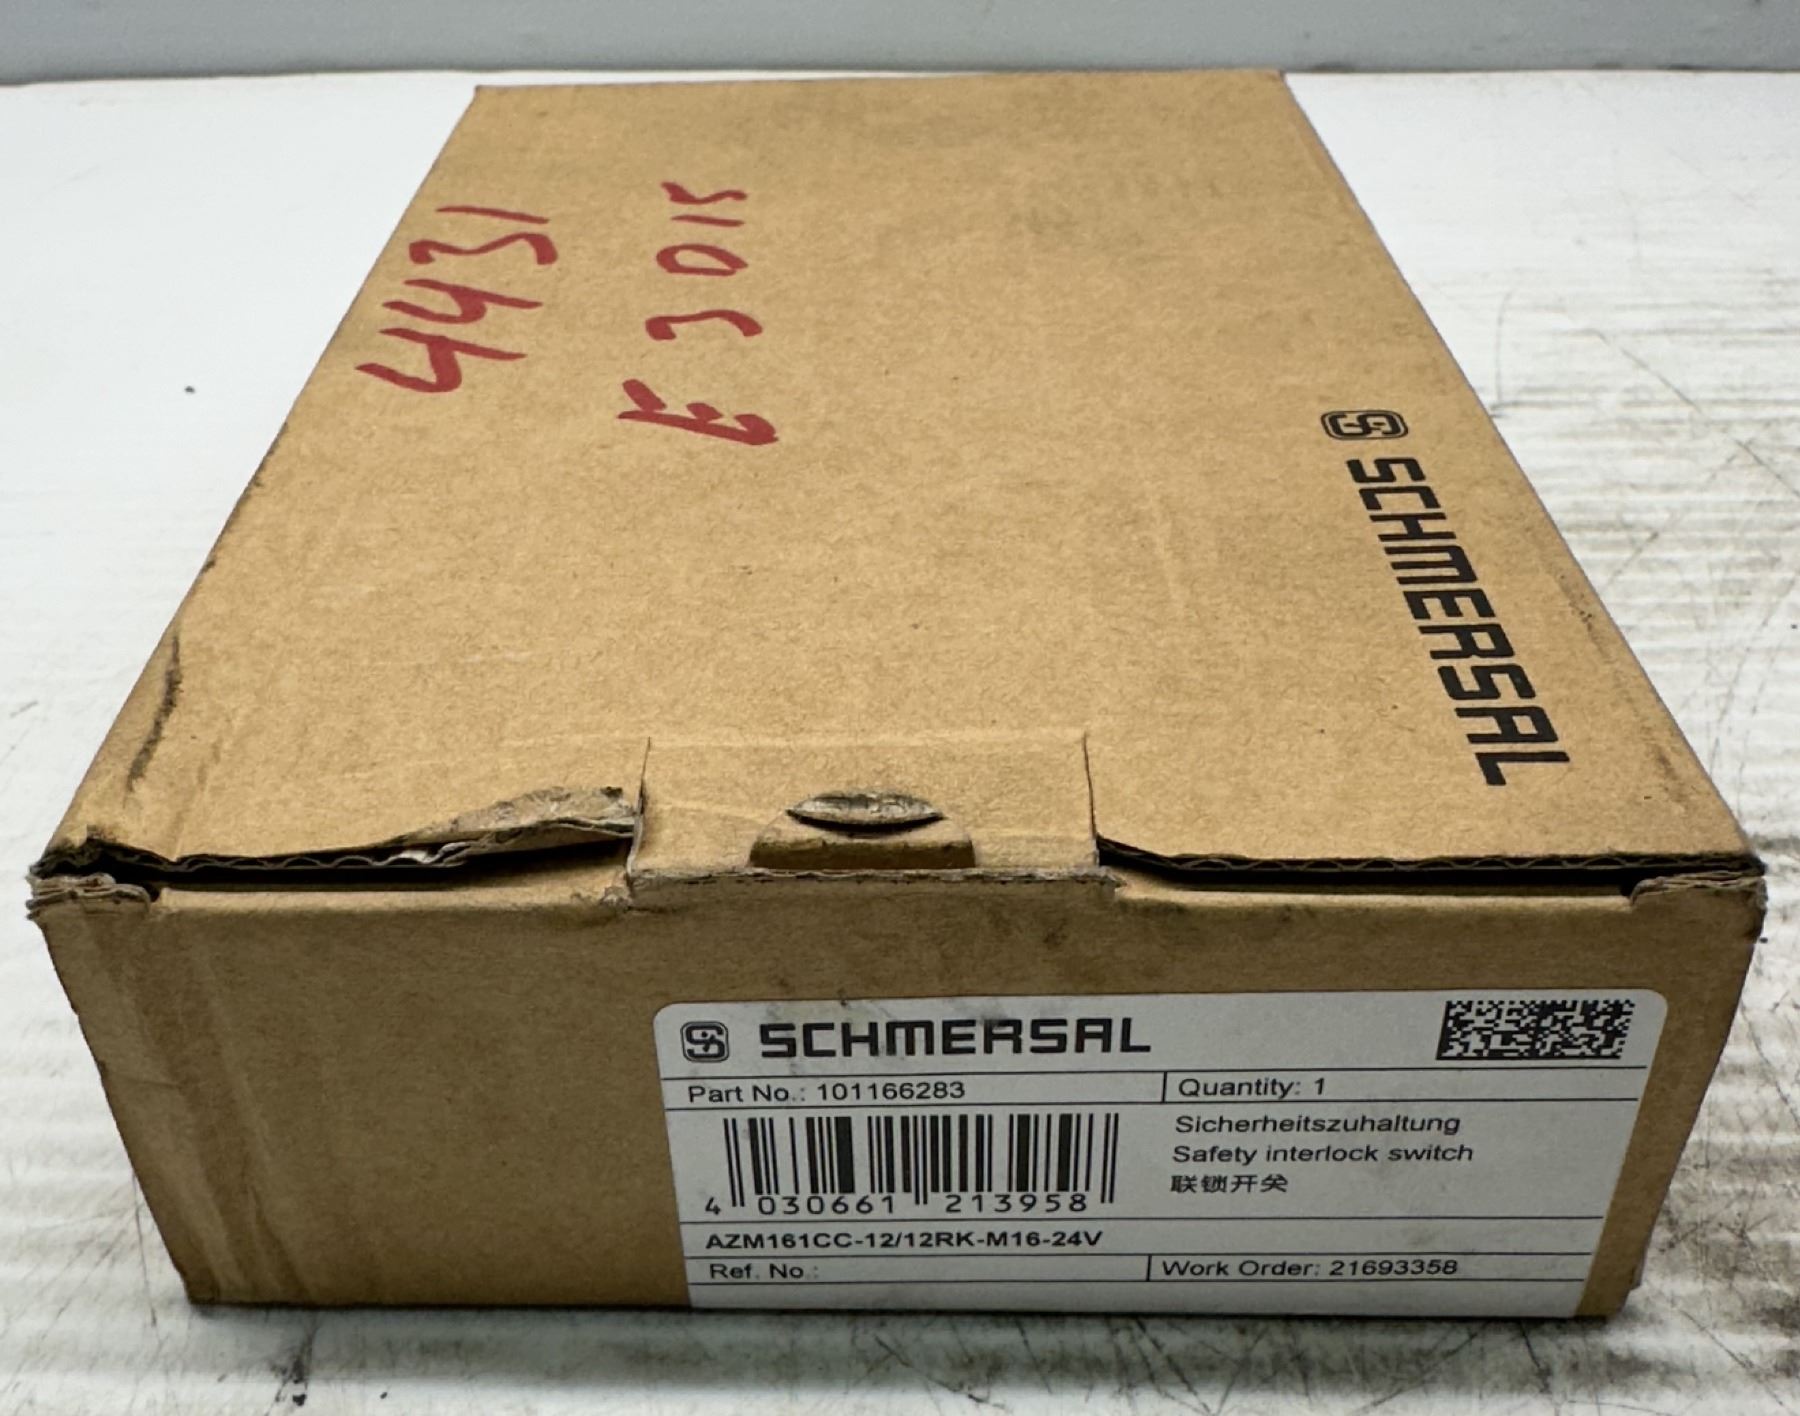 4431
E 3015
SCHMERSAL
SCHMERSAL
Part No.: 101166283
Quantity: 1
Sicherheitszuhaltung
Safety interlock switch
联锁开关
4 030661 213958
AZM161CC-12/12RK-M16-24V
Ref. No.:
Work Order: 21693358